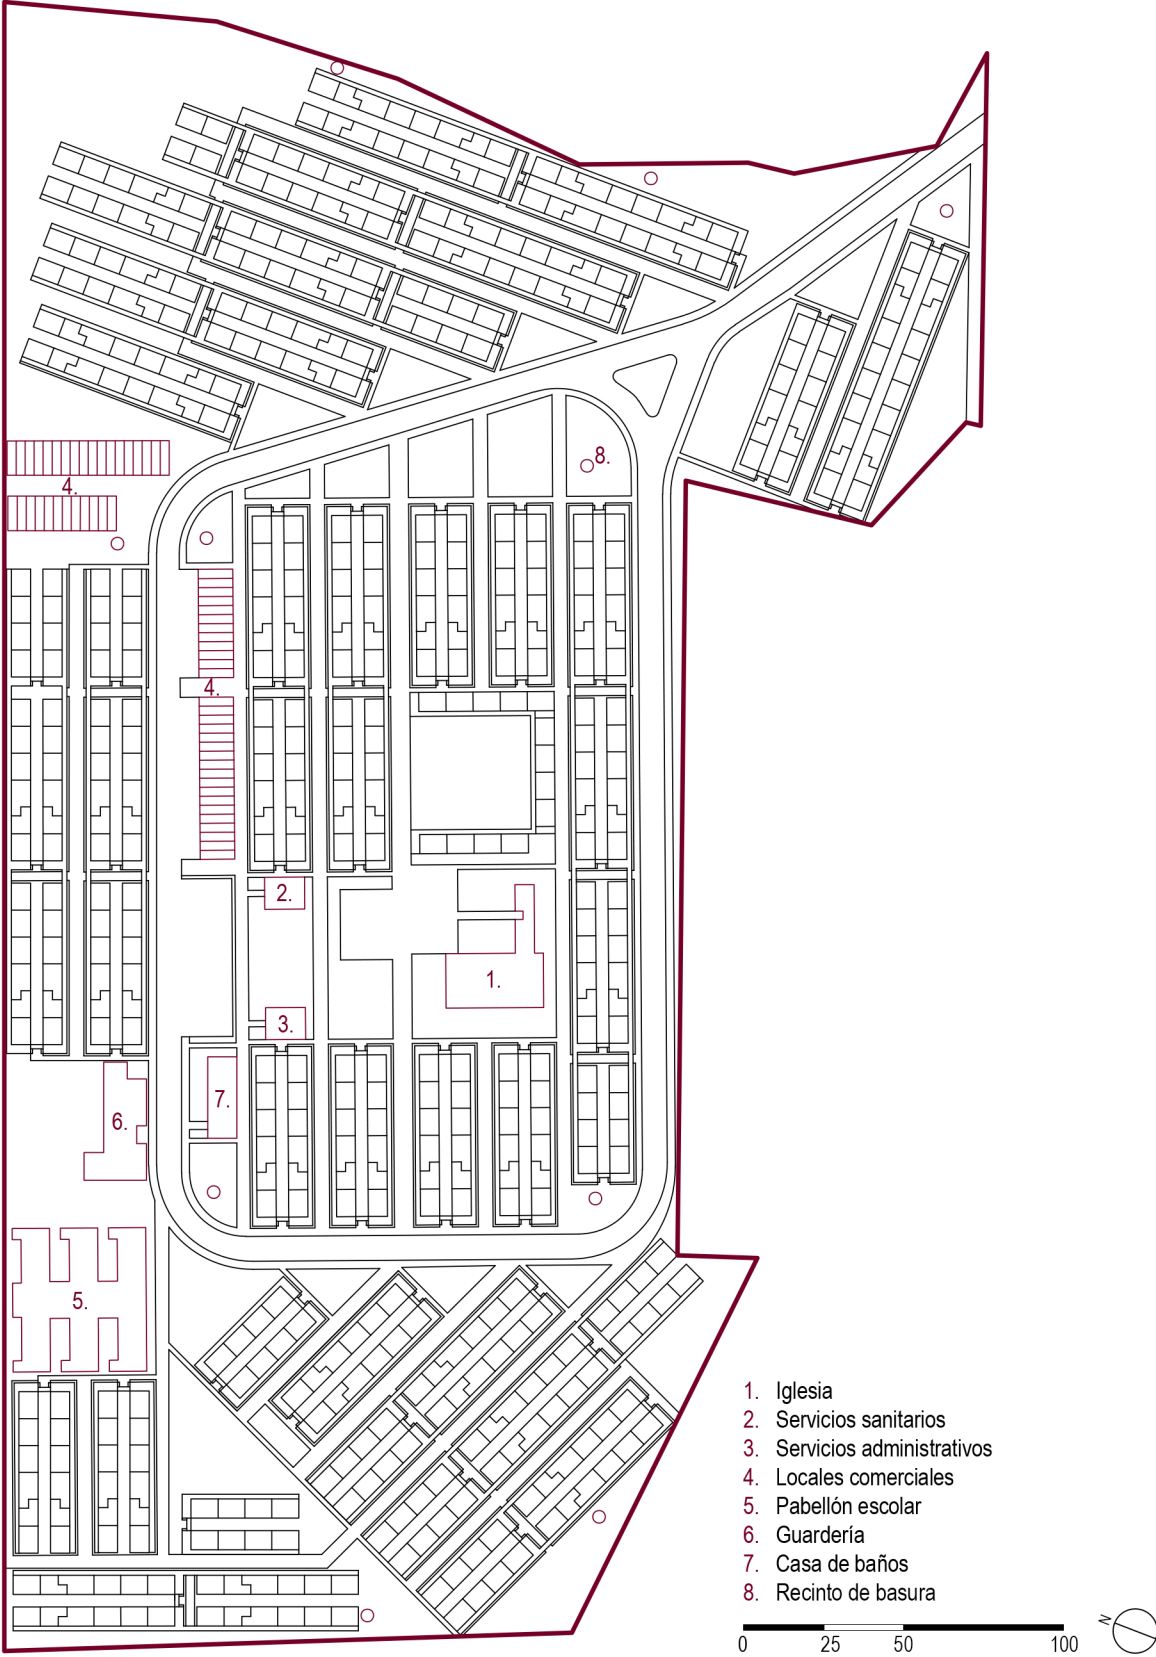 8.
4.
4.
2.
1.
3.
7.
6.
5.
1. Iglesia
2. Servicios sanitarios
3. Servicios administrativos
4. Locales comerciales
5. Pabellón escolar
6. Guardería
7. Casa de baños
8. Recinto de basura
0 25 50 100
N